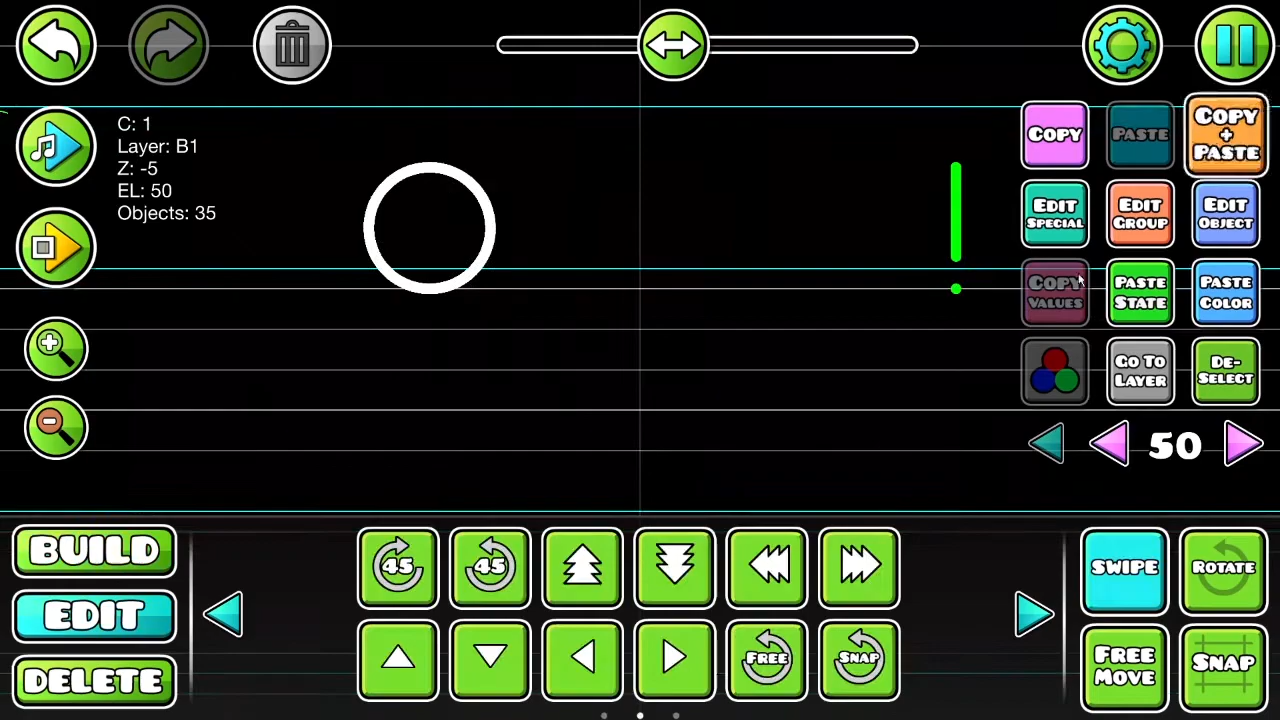 C: 1
Layer: B1
Z: -5
EL: 50
Objects: 35
COPY
PASTE
COPY
+
PASTE
EDIT
SPECIAL
EDIT
GROUP
EDIT
OBJECT
COPY
VALUES
PASTE
STATE
PASTE
COLOR
GO TO
LAYER
DE-
SELECT
50
BUILD
EDIT
DELETE
45
45
FREE
SNAP
SWIPE
ROTATE
FREE
MOVE
SNAP